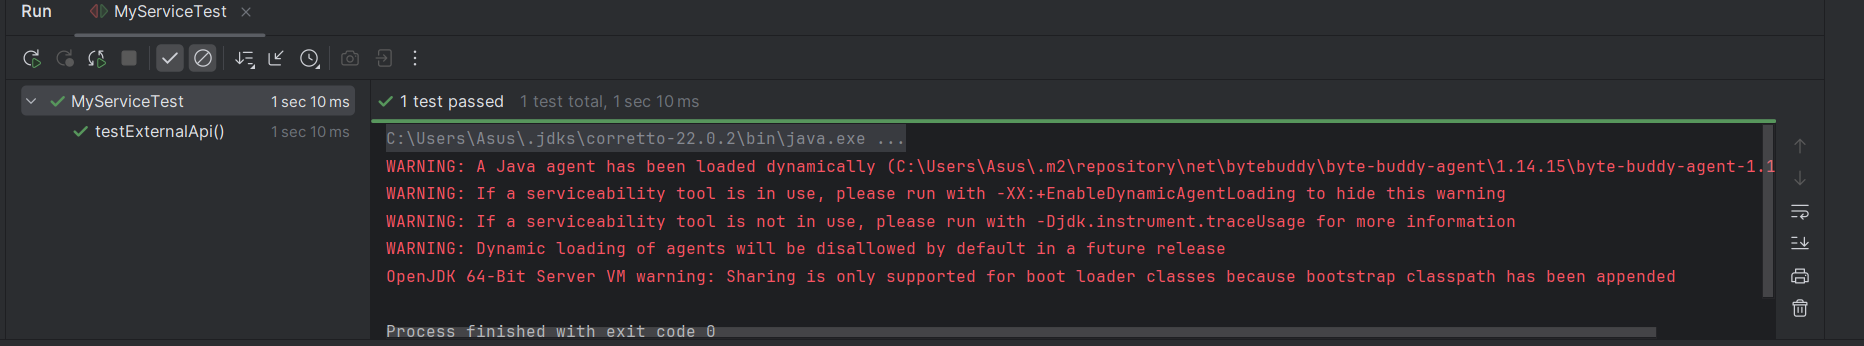 Run MyServiceTest
MyServiceTest 1 sec 10 ms
testExternalApi() 1 sec 10 ms
1 test passed 1 test total, 1 sec 10 ms
C:\Users\Asus\.jdks\corretto-22.0.2\bin\java.exe ...
WARNING: A Java agent has been loaded dynamically (C:\Users\Asus\.m2\repository\net\bytebuddy\byte-buddy-agent\1.14.15\byte-buddy-agent-1.1
WARNING: If a serviceability tool is in use, please run with -XX:+EnableDynamicAgentLoading to hide this warning
WARNING: If a serviceability tool is not in use, please run with -Djdk.instrument.traceUsage for more information
WARNING: Dynamic loading of agents will be disallowed by default in a future release
OpenJDK 64-Bit Server VM warning: Sharing is only supported for boot loader classes because bootstrap classpath has been appended
Process finished with exit code 0